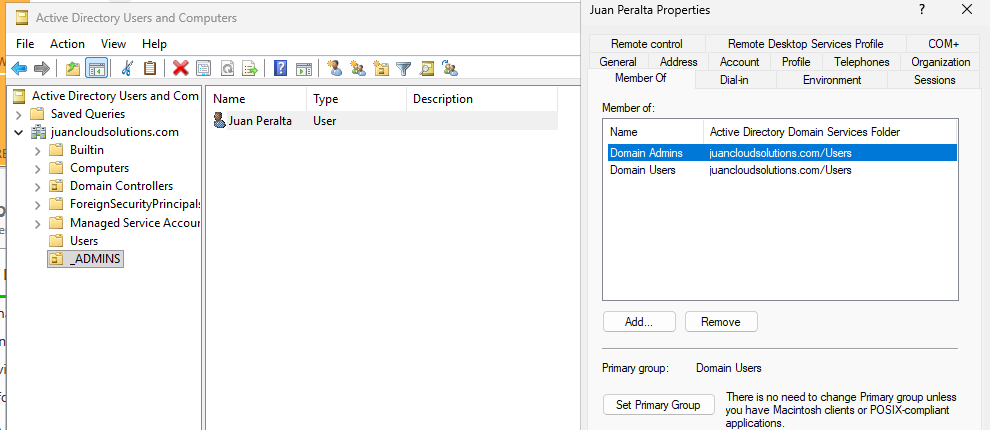 Active Directory Users and Computers
File Action View Help
Active Directory Users and Com
Saved Queries
juancloudsolutions.com
Builtin
Computers
Domain Controllers
ForeignSecurityPrincipals
Managed Service Accour
Users
_ADMINS
Name Type Description
Juan Peralta User
Juan Peralta Properties
? ×
Remote control Remote Desktop Services Profile COM+
General Address Account Profile Telephones Organization
Member Of Dial-in Environment Sessions
Member of:
Name Active Directory Domain Services Folder
Domain Admins juancloudsolutions.com/Users
Domain Users juancloudsolutions.com/Users
Add... Remove
Primary group: Domain Users
Set Primary Group
There is no need to change Primary group unless
you have Macintosh clients or POSIX-compliant
applications.